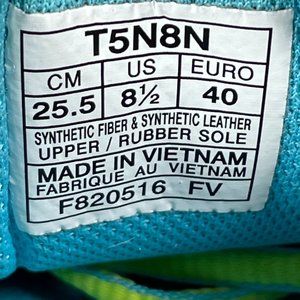 T5N8N
CM US EURO
25.5 8½ 40
SYNTHETIC FIBER & SYNTHETIC LEATHER
UPPER / RUBBER SOLE
MADE IN VIETNAM
FABRIQUE AU VIETNAM
F820516 FV